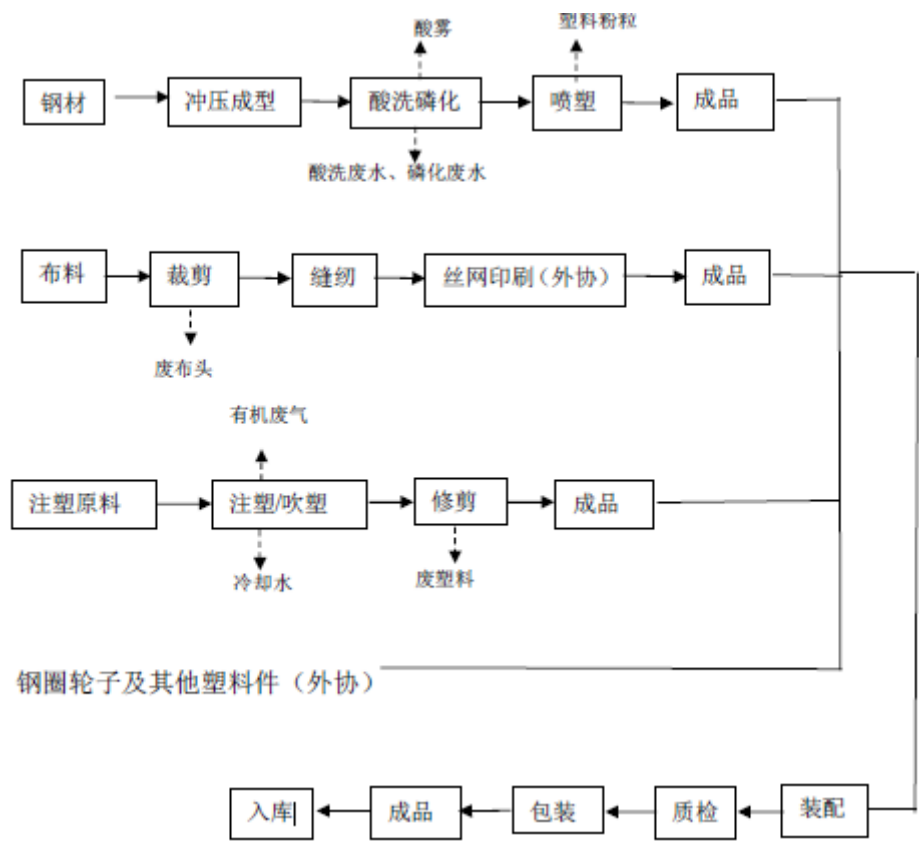 酸雾
塑料粉粒
钢材
冲压成型
酸洗磷化
喷塑
成品
酸洗废水、磷化废水
布料
裁剪
缝纫
丝网印刷（外协）
成品
废布头
有机废气
注塑原料
注塑/吹塑
修剪
成品
冷却水
废塑料
钢圈轮子及其他塑料件（外协）
入库
成品
包装
质检
装配